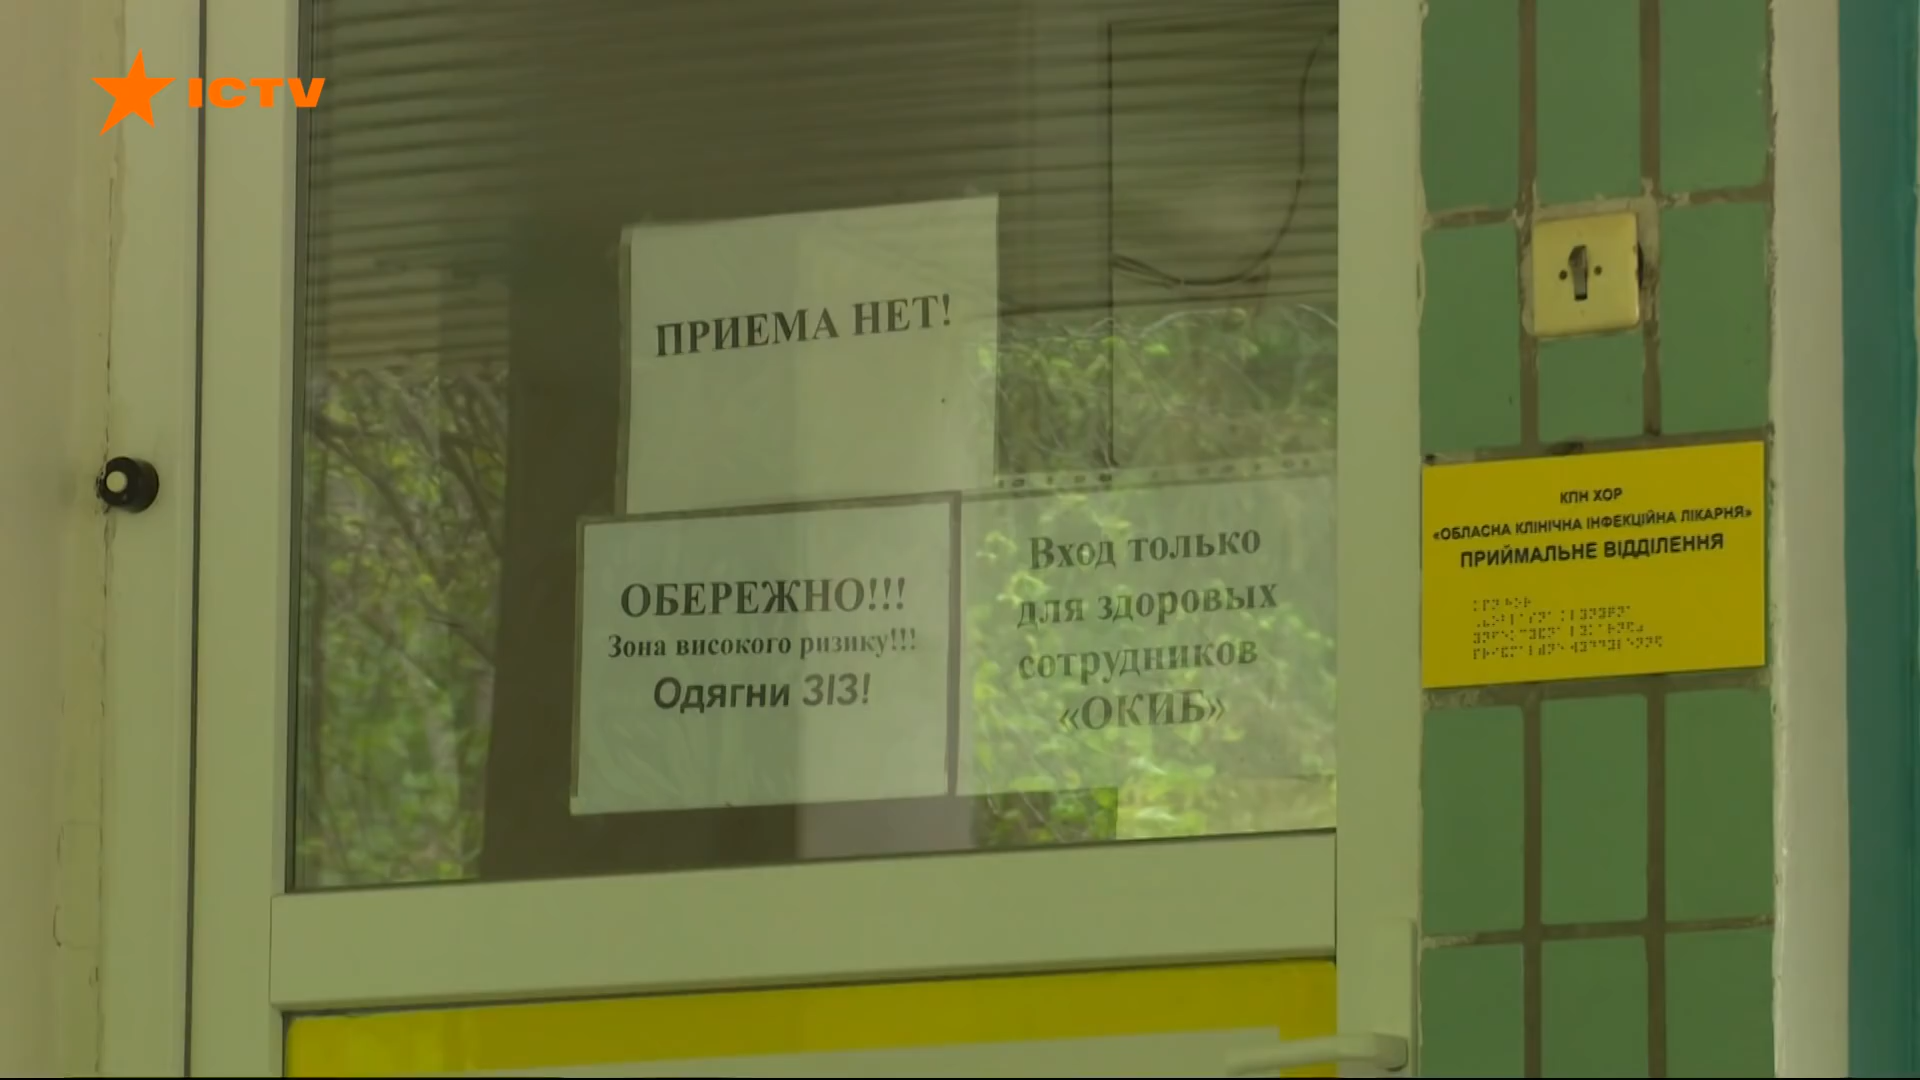 ICTV
ПРИЕМА НЕТ!
ОБЕРЕЖНО!!!
Зона високого ризику!!!
Одягни ЗІЗ!
Вход только
для здоровых
сотрудников
«ОКИБ»
КПН ХОР
«ОБЛАСНА КЛІНІЧНА ІНФЕКЦІЙНА ЛІКАРНЯ»
ПРИЙМАЛЬНЕ ВІДДІЛЕННЯ